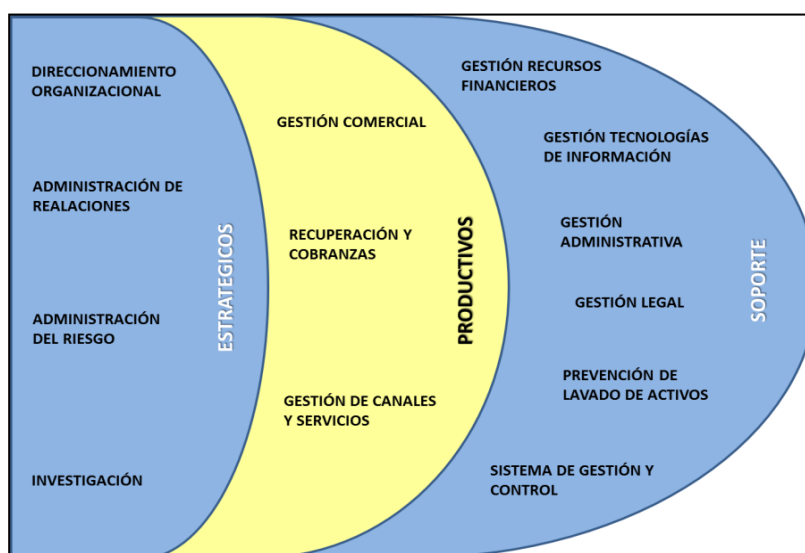 DIRECCIONAMIENTO
ORGANIZACIONAL
ADMINISTRACIÓN DE
REALACIONES
ADMINISTRACIÓN
DEL RIESGO
INVESTIGACIÓN
ESTRATEGICOS
GESTIÓN COMERCIAL
RECUPERACIÓN Y
COBRANZAS
GESTIÓN DE CANALES
Y SERVICIOS
PRODUCTIVOS
GESTIÓN RECURSOS
FINANCIEROS
GESTIÓN TECNOLOGÍAS
DE INFORMACIÓN
GESTIÓN
ADMINISTRATIVA
GESTIÓN LEGAL
PREVENCIÓN DE
LAVADO DE ACTIVOS
SISTEMA DE GESTIÓN Y
CONTROL
SOPORTE